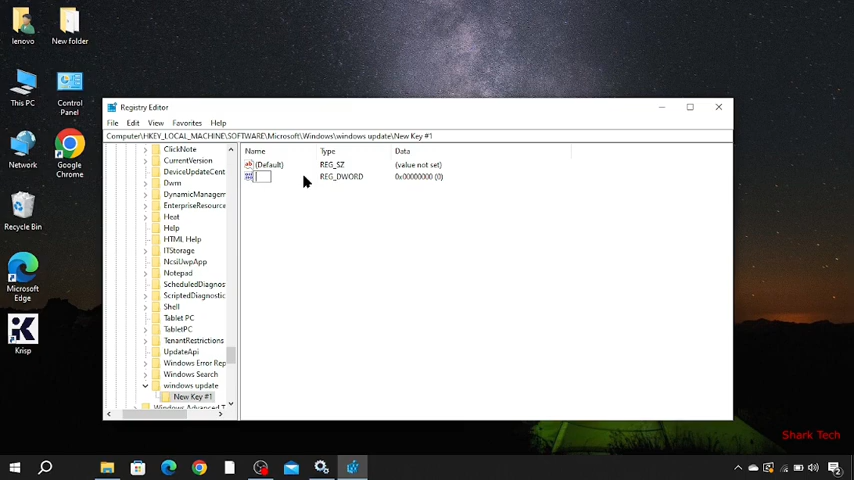 lenovo
New folder
This PC
Control
Panel
Network
Google
Chrome
Recycle Bin
Microsoft
Edge
Krisp
Registry Editor
File Edit View Favorites Help
Computer\HKEY_LOCAL_MACHINE\SOFTWARE\Microsoft\Windows\windows update\New Key #1
Name Type Data
ClickNote
CurrentVersion
DeviceUpdateCent
Dwm
DynamicManagem
EnterpriseResource
Heat
Help
HTML Help
ITStorage
NcsiUwpApp
Notepad
ScheduledDiagnos
ScriptedDiagnostic
Shell
Tablet PC
TabletPC
TenantRestrictions
UpdateApi
Windows Error Rep
Windows Search
windows update
New Key #1
Windows Advanced T
ab (Default) REG_SZ (value not set)
REG_DWORD 0x00000000 (0)
Shark Tech
2